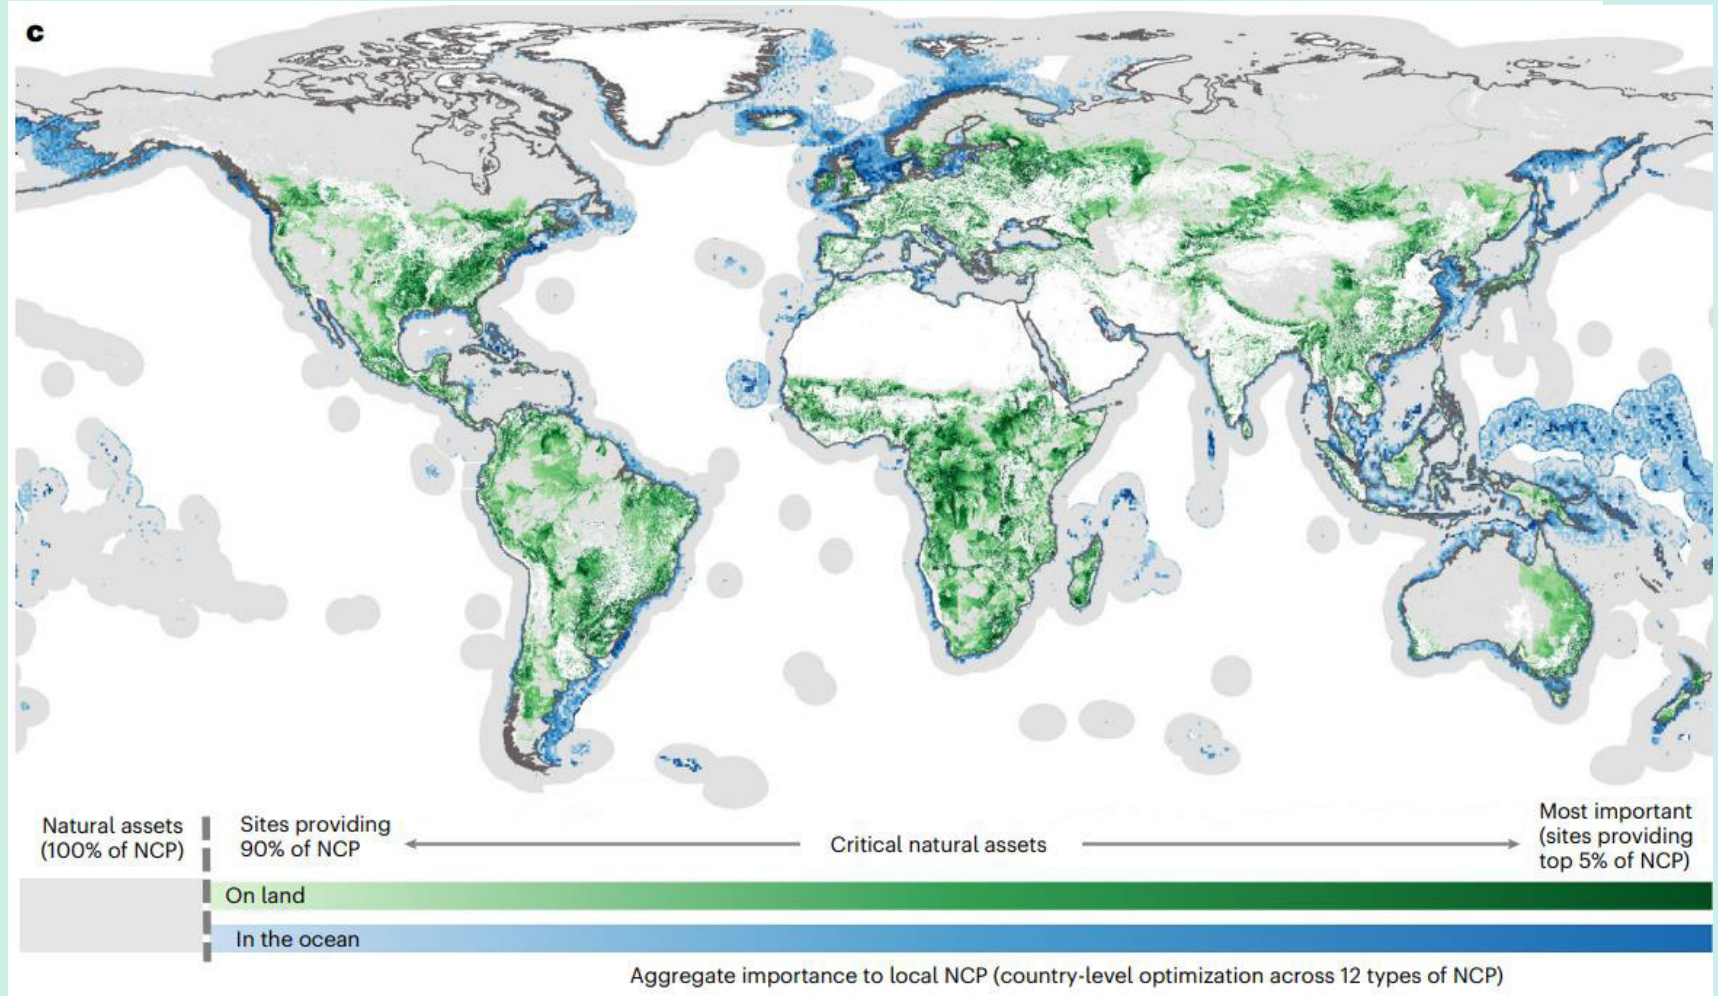 c
Natural assets
(100% of NCP)
Sites providing
90% of NCP
Critical natural assets
Most important
(sites providing
top 5% of NCP)
On land
In the ocean
Aggregate importance to local NCP (country-level optimization across 12 types of NCP)